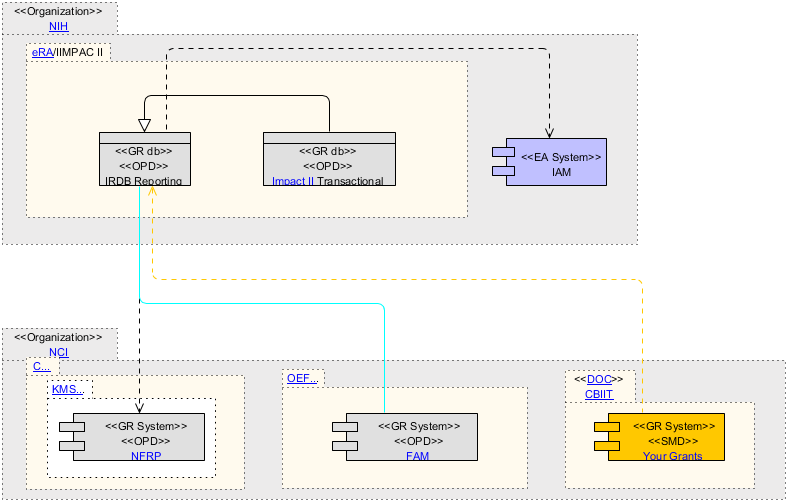 <<Organization>>
NIH
eRA/IIMPAC II
<<GR db>>
<<OPD>>
IRDB Reporting
<<GR db>>
<<OPD>>
Impact II Transactional
<<EA System>>
IAM
<<Organization>>
NCI
C...
KMS...
<<GR System>>
<<OPD>>
NFRP
OEF...
<<GR System>>
<<OPD>>
FAM
<<DOC>>
CBIIT
<<GR System>>
<<SMD>>
Your Grants